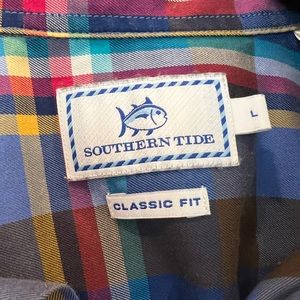 SOUTHERN TIDE
L
CLASSIC FIT